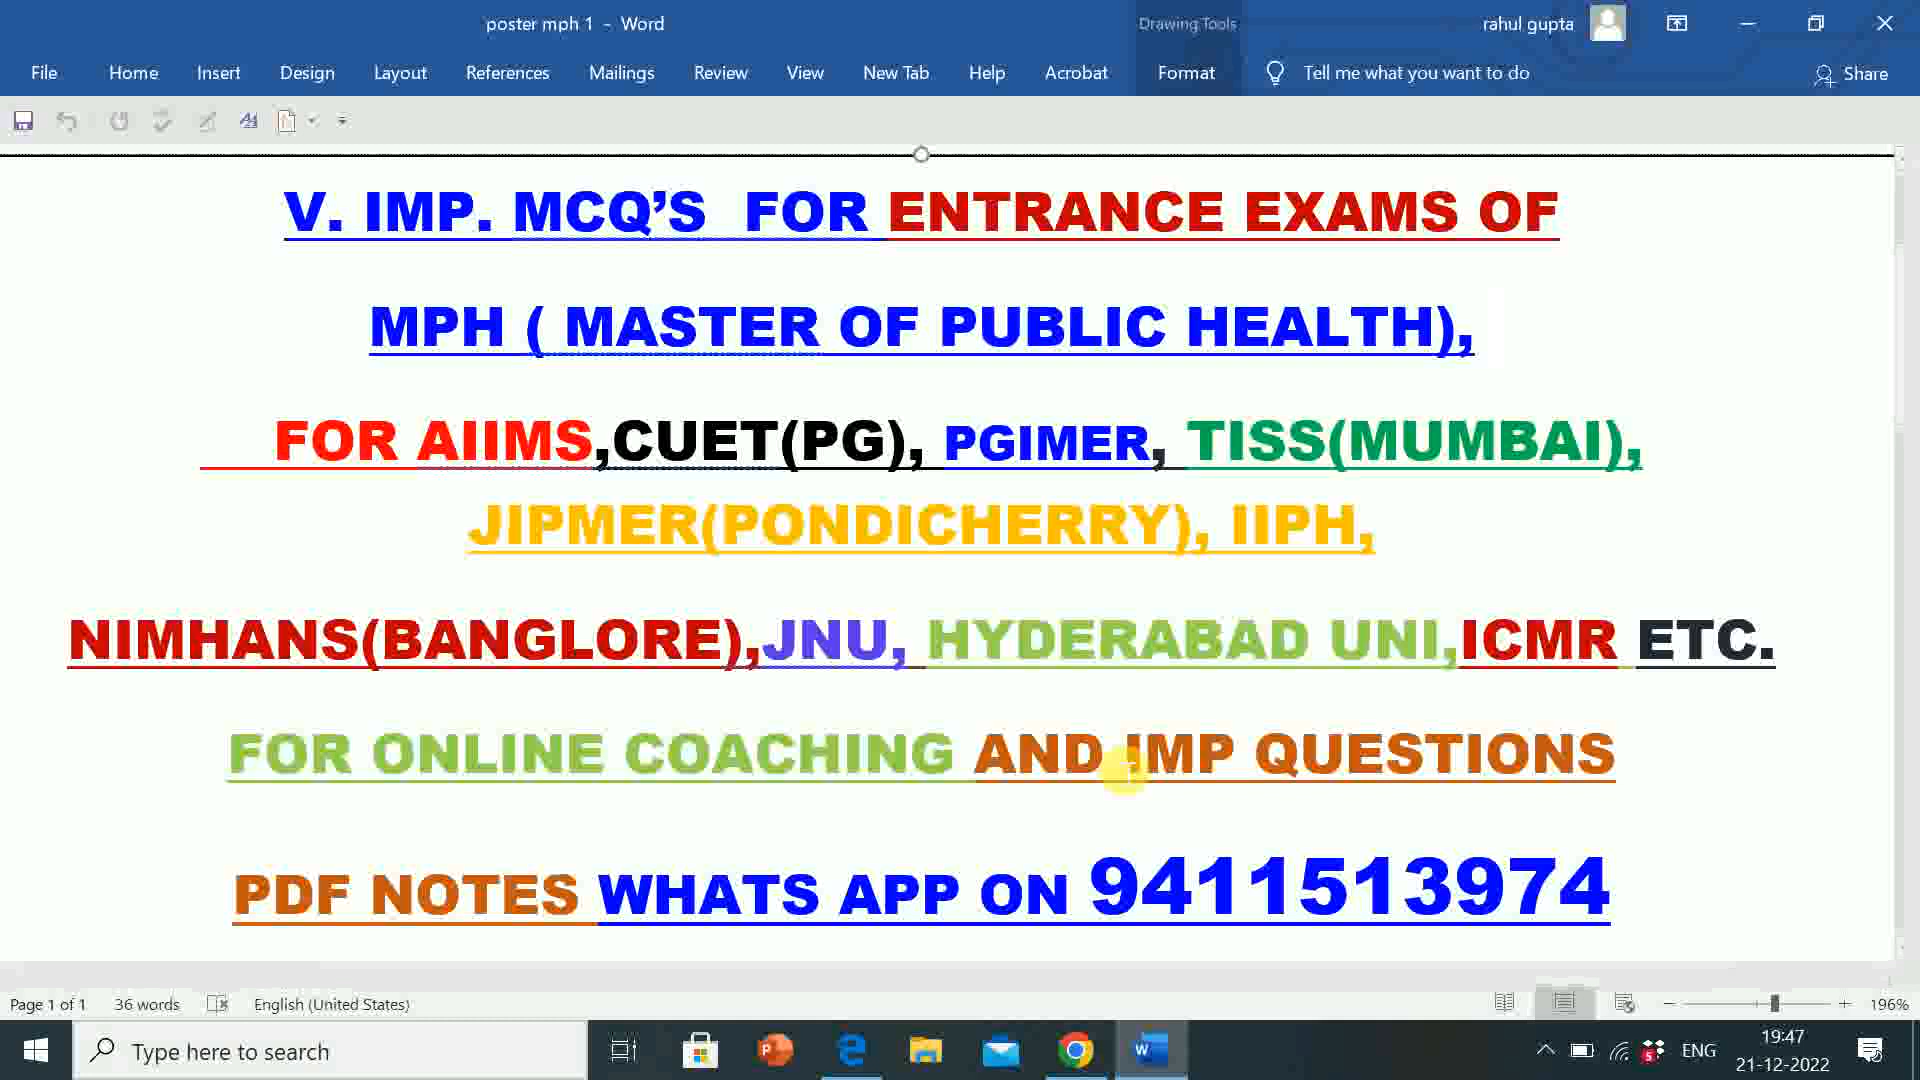 poster mph 1 - Word
Drawing Tools
rahul gupta
File Home Insert Design Layout References Mailings Review View New Tab Help Acrobat Format Tell me what you want to do Share
V. IMP. MCQ’S FOR ENTRANCE EXAMS OF
MPH ( MASTER OF PUBLIC HEALTH),
FOR AIIMS,CUET(PG), PGIMER, TISS(MUMBAI),
JIPMER(PONDICHERRY), IIPH,
NIMHANS(BANGLORE),JNU, HYDERABAD UNI,ICMR ETC.
FOR ONLINE COACHING AND IMP QUESTIONS
PDF NOTES WHATS APP ON 9411513974
Page 1 of 1 36 words English (United States) 196%
Type here to search
ENG
19:47
21-12-2022